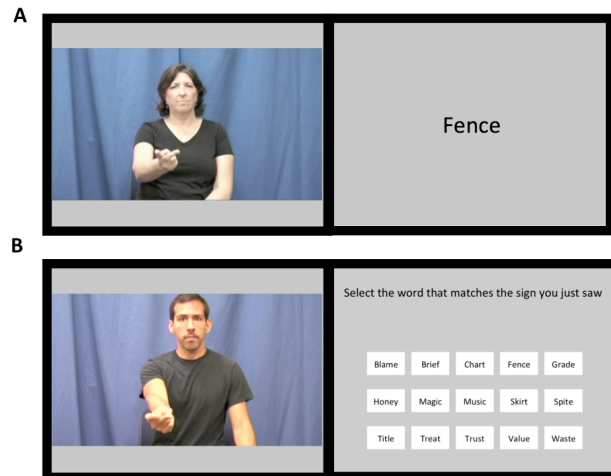 A
Fence
B
Select the word that matches the sign you just saw
Blame Brief Chart Fence Grade
Honey Magic Music Skirt Spite
Title Treat Trust Value Waste